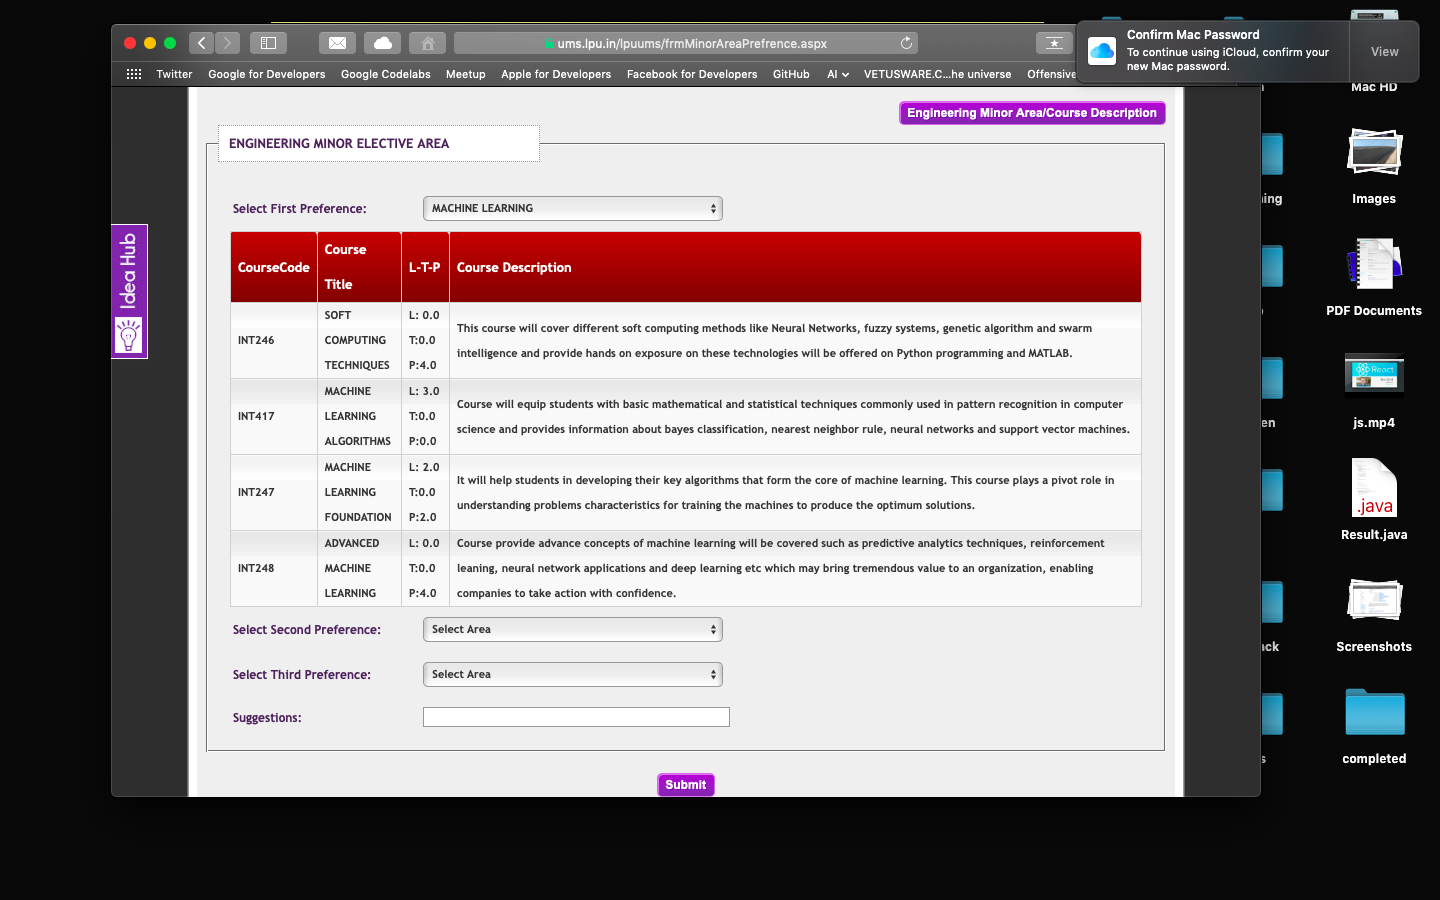 ums.lpu.in/lpuums/frmMinorAreaPrefrence.aspx
Confirm Mac Password
To continue using iCloud, confirm your
new Mac password.
View
Twitter Google for Developers Google Codelabs Meetup Apple for Developers Facebook for Developers GitHub AI VETUSWARE.C...he universe Offensive
Engineering Minor Area/Course Description
ENGINEERING MINOR ELECTIVE AREA
Select First Preference: MACHINE LEARNING
CourseCode
Course
Title
L-T-P
Course Description
INT246
SOFT
COMPUTING
TECHNIQUES
L: 0.0
T:0.0
P:4.0
This course will cover different soft computing methods like Neural Networks, fuzzy systems, genetic algorithm and swarm
intelligence and provide hands on exposure on these technologies will be offered on Python programming and MATLAB.
INT417
MACHINE
LEARNING
ALGORITHMS
L: 3.0
T:0.0
P:0.0
Course will equip students with basic mathematical and statistical techniques commonly used in pattern recognition in computer
science and provides information about bayes classification, nearest neighbor rule, neural networks and support vector machines.
INT247
MACHINE
LEARNING
FOUNDATION
L: 2.0
T:0.0
P:2.0
It will help students in developing their key algorithms that form the core of machine learning. This course plays a pivot role in
understanding problems characteristics for training the machines to produce the optimum solutions.
INT248
ADVANCED
MACHINE
LEARNING
L: 0.0
T:0.0
P:4.0
Course provide advance concepts of machine learning will be covered such as predictive analytics techniques, reinforcement
leaning, neural network applications and deep learning etc which may bring tremendous value to an organization, enabling
companies to take action with confidence.
Select Second Preference: Select Area
Select Third Preference: Select Area
Suggestions:
Submit
Idea Hub
Mac HD
ing
Images
PDF Documents
React
en
js.mp4
.java
Result.java
ack
Screenshots
s
completed